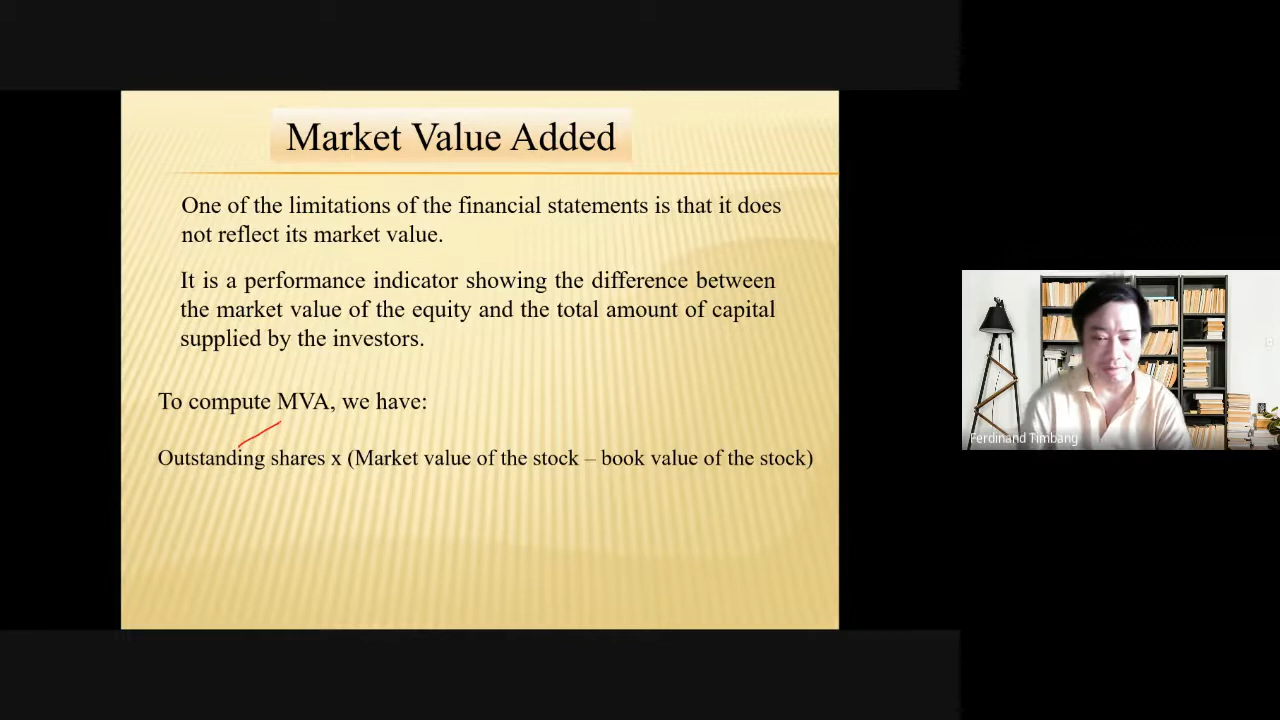 Market Value Added
One of the limitations of the financial statements is that it does
not reflect its market value.
It is a performance indicator showing the difference between
the market value of the equity and the total amount of capital
supplied by the investors.
To compute MVA, we have:
Outstanding shares x (Market value of the stock – book value of the stock)
Ferdinand Timbang